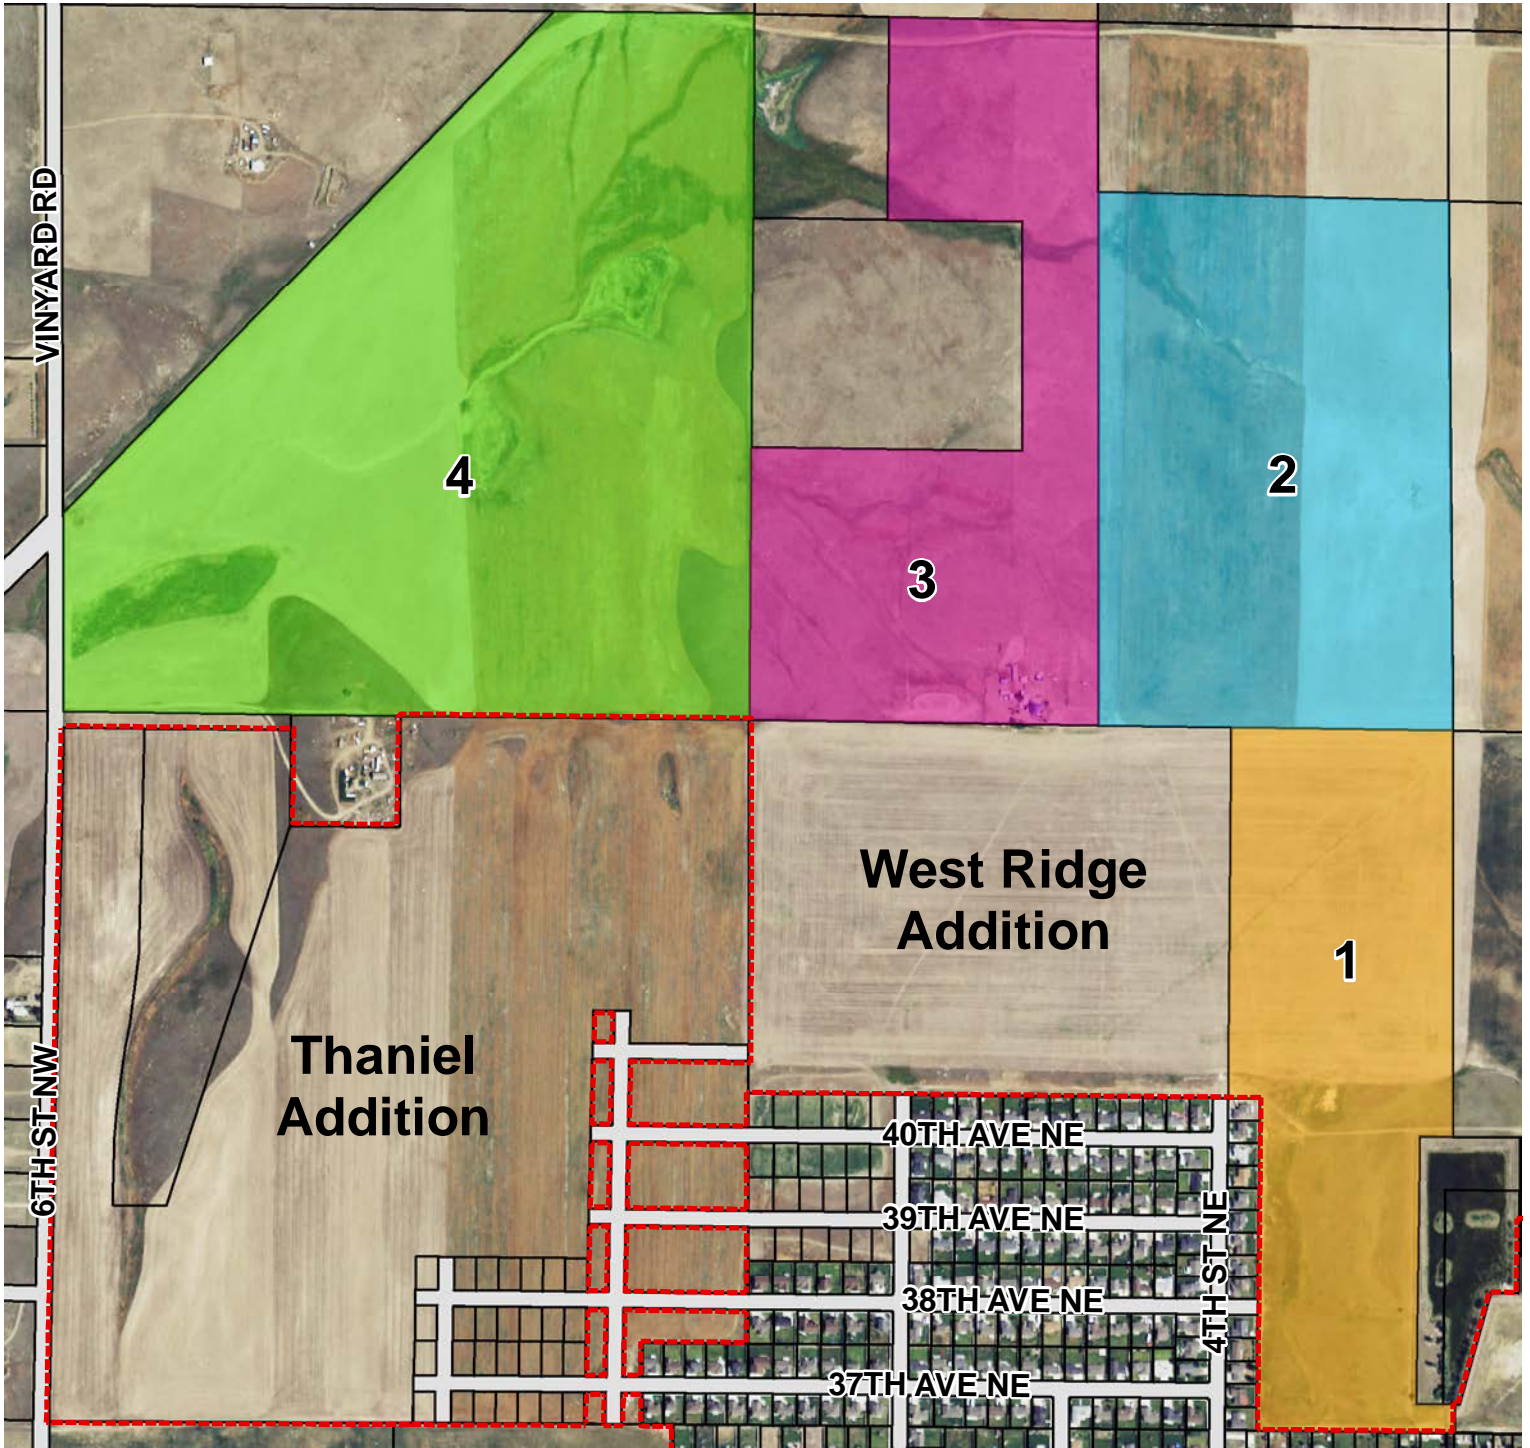 VINYARD RD
4
2
3
West Ridge
Addition
1
Thaniel
Addition
6TH ST NW
40TH AVE NE
39TH AVE NE
4TH ST NE
38TH AVE NE
37TH AVE NE